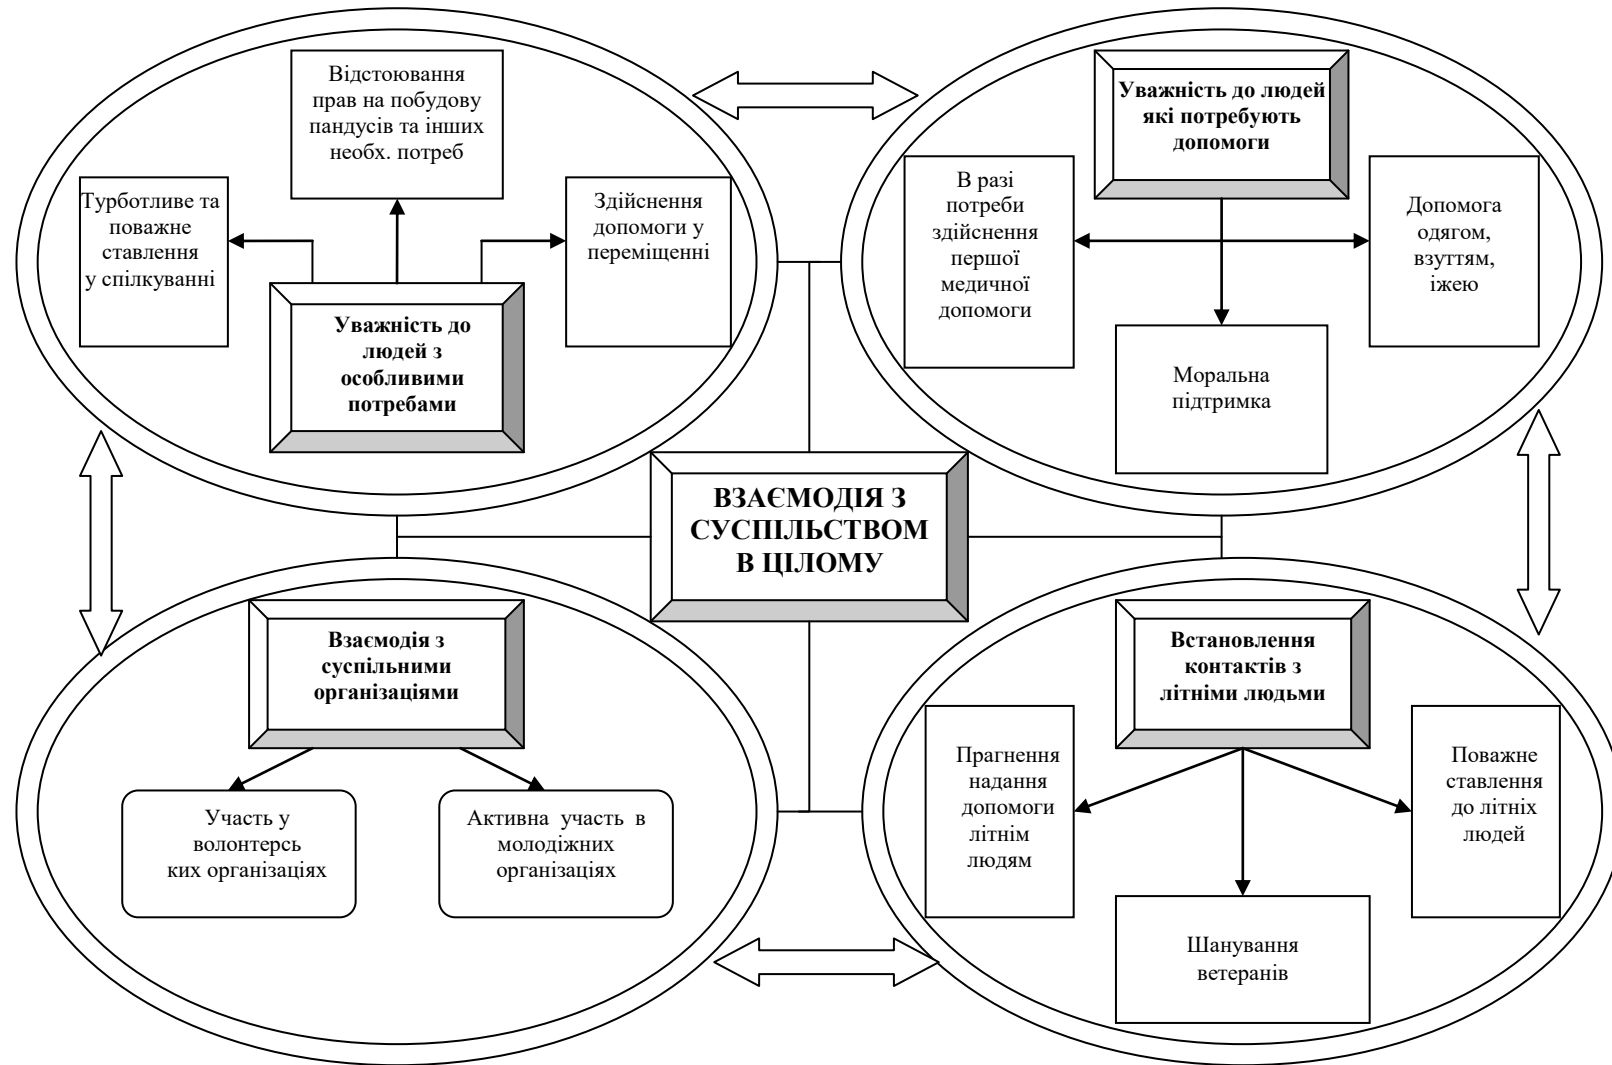 Відстоювання
прав на побудову
пандусів та інших
необх. потреб
Турботливе та
поважне
ставлення
у спілкуванні
Здійснення
допомоги у
переміщенні
Уважність до
людей з
особливими
потребами
Уважність до людей
які потребують
допомоги
В разі
потреби
здійснення
першої
медичної
допомоги
Допомога
одягом,
взуттям,
іжею
Моральна
підтримка
ВЗАЄМОДІЯ З
СУСПІЛЬСТВОМ
В ЦІЛОМУ
Взаємодія з
суспільними
організаціями
Участь у
волонтерсь
ких організаціях
Активна участь в
молодіжних
організаціях
Встановлення
контактів з
літніми людьми
Прагнення
надання
допомоги
літнім
людям
Поважне
ставлення
до літніх
людей
Шанування
ветеранів